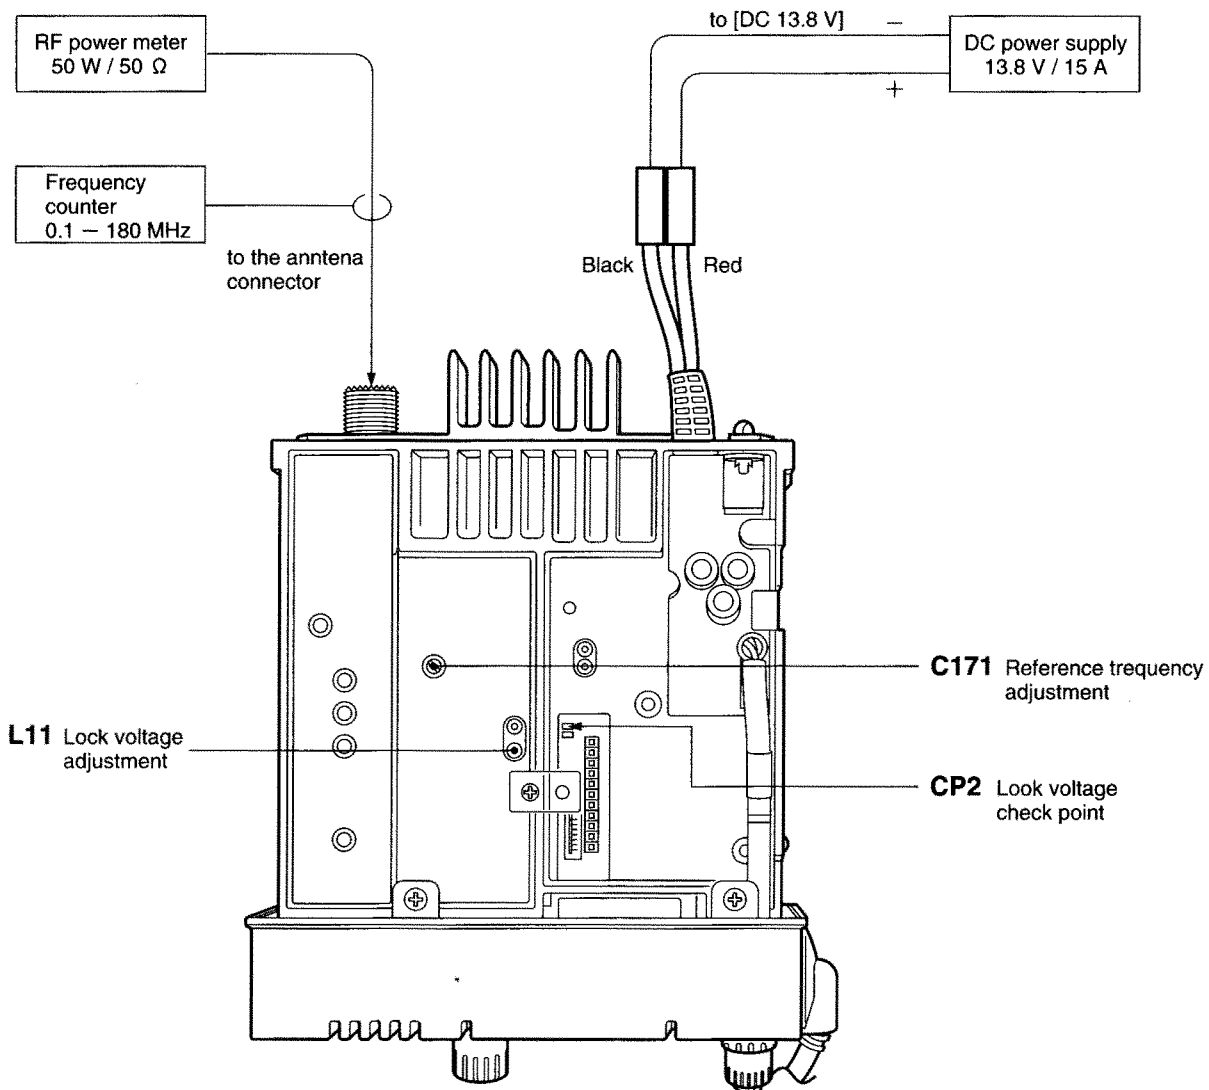 RF power meter
50 W / 50 Ω
to [DC 13.8 V]
−
+
DC power supply
13.8 V / 15 A
Frequency
counter
0.1 − 180 MHz
to the anntena
connector
Black
Red
C171 Reference trequency
adjustment
L11 Lock voltage
adjustment
CP2 Look voltage
check point